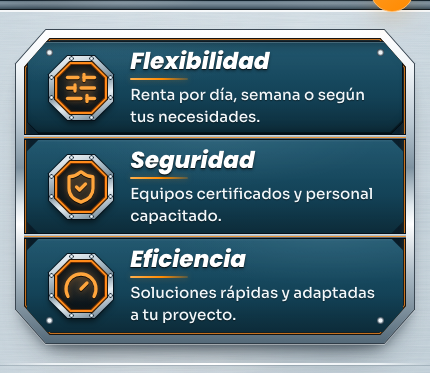 Flexibilidad
Renta por día, semana o según
tus necesidades.
Seguridad
Equipos certificados y personal
capacitado.
Eficiencia
Soluciones rápidas y adaptadas
a tu proyecto.